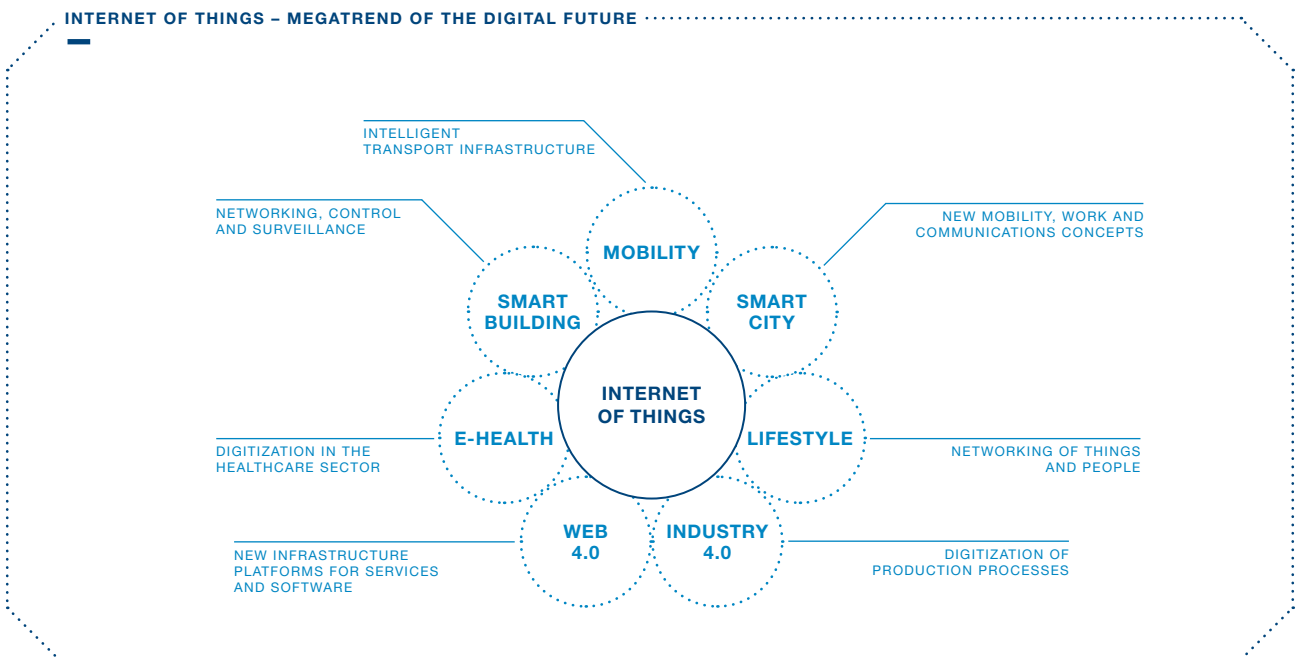 INTERNET OF THINGS – MEGATREND OF THE DIGITAL FUTURE
INTELLIGENT
TRANSPORT INFRASTRUCTURE
NETWORKING, CONTROL
AND SURVEILLANCE
NEW MOBILITY, WORK AND
COMMUNICATIONS CONCEPTS
MOBILITY
SMART
BUILDING
SMART
CITY
INTERNET
OF THINGS
E-HEALTH
LIFESTYLE
DIGITIZATION IN THE
HEALTHCARE SECTOR
NETWORKING OF THINGS
AND PEOPLE
WEB
4.0
INDUSTRY
4.0
NEW INFRASTRUCTURE
PLATFORMS FOR SERVICES
AND SOFTWARE
DIGITIZATION OF
PRODUCTION PROCESSES